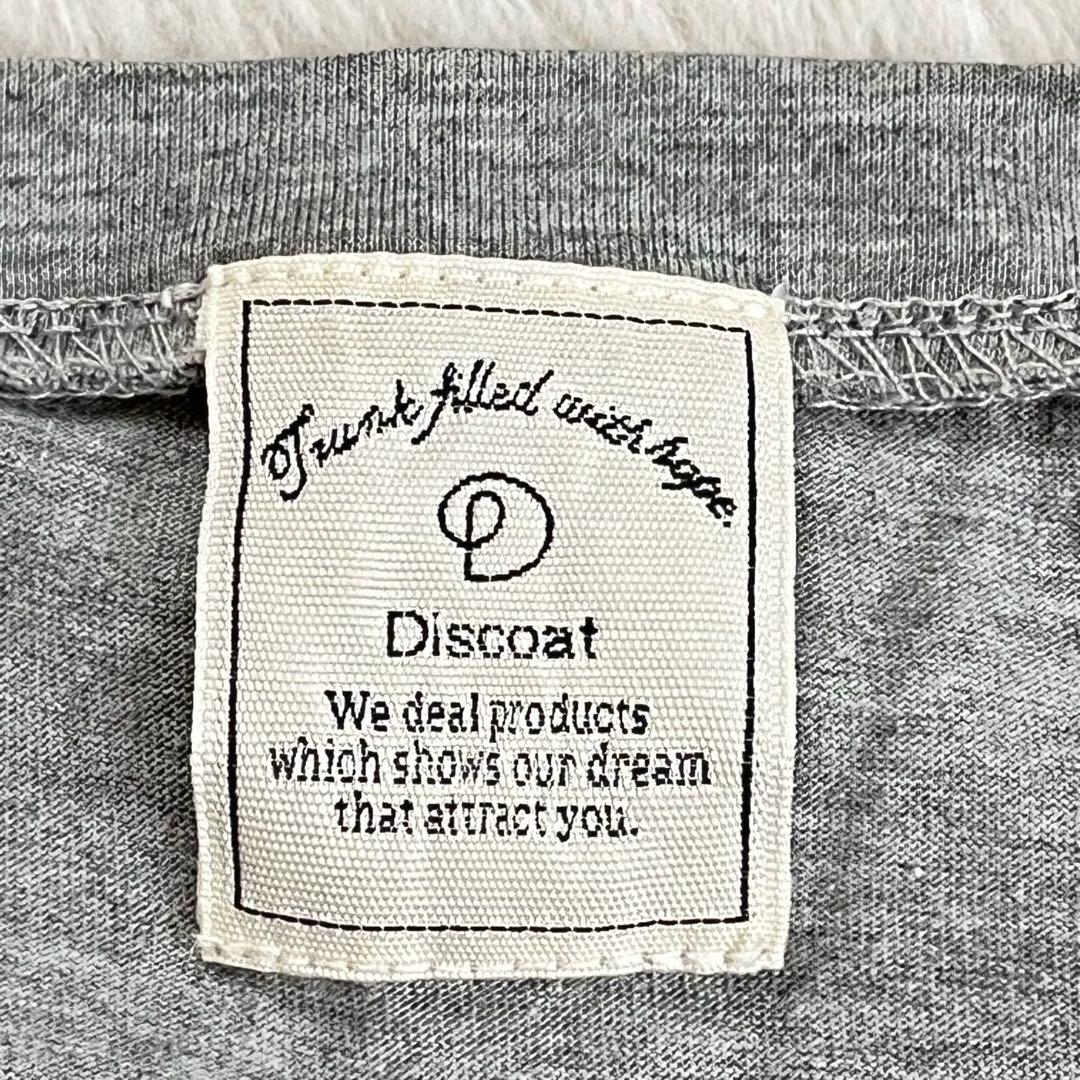 Trunk filled with hope.
D
Discoat
We deal products
which shows our dream
that attract you.